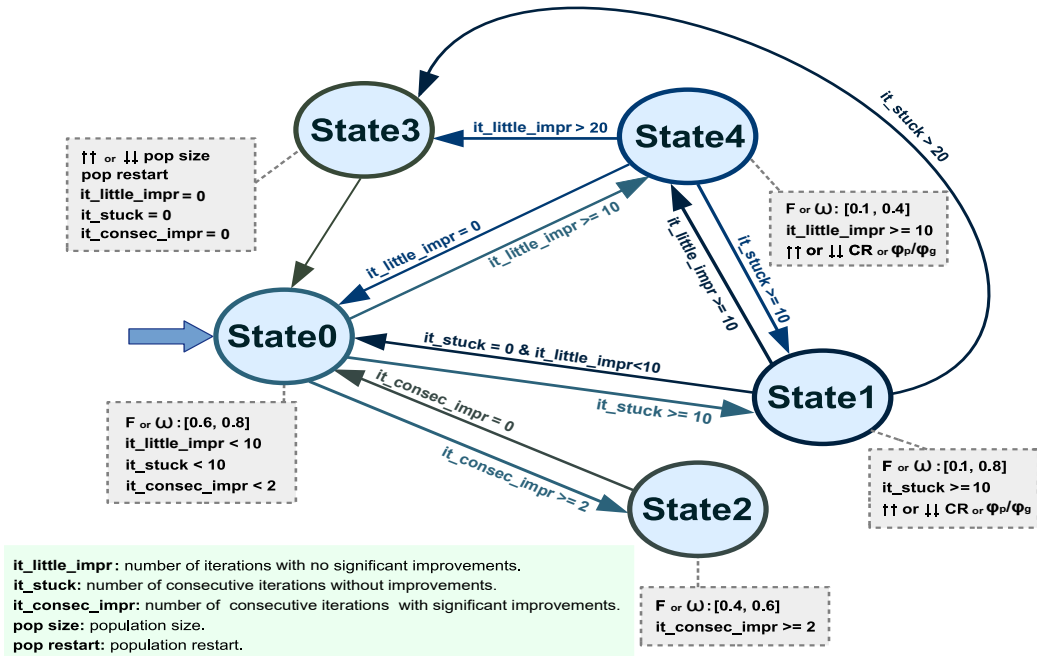 State3
State4
State0
State1
State2
it_little_impr > 20
it_stuck > 20
it_little_impr = 0
it_little_impr >= 10
it_little_impr >= 10
it_stuck >= 10
it_stuck = 0 & it_little_impr<10
it_stuck >= 10
it_consec_impr = 0
it_consec_impr >= 2
↑↑ or ↓↓ pop size
pop restart
it_little_impr = 0
it_stuck = 0
it_consec_impr = 0
F or ω: [0.1, 0.4]
it_little_impr >= 10
↑↑ or ↓↓ CR or φp/φg
F or ω :[0.6, 0.8]
it_little_impr < 10
it_stuck < 10
it_consec_impr < 2
F or ω :[0.1, 0.8]
it_stuck >= 10
↑↑ or ↓↓ CR or φp/φg
F or ω :[0.4, 0.6]
it_consec_impr >= 2
it_little_impr: number of iterations with no significant improvements.
it_stuck: number of consecutive iterations without improvements.
it_consec_impr: number of consecutive iterations with significant improvements.
pop size: population size.
pop restart: population restart.